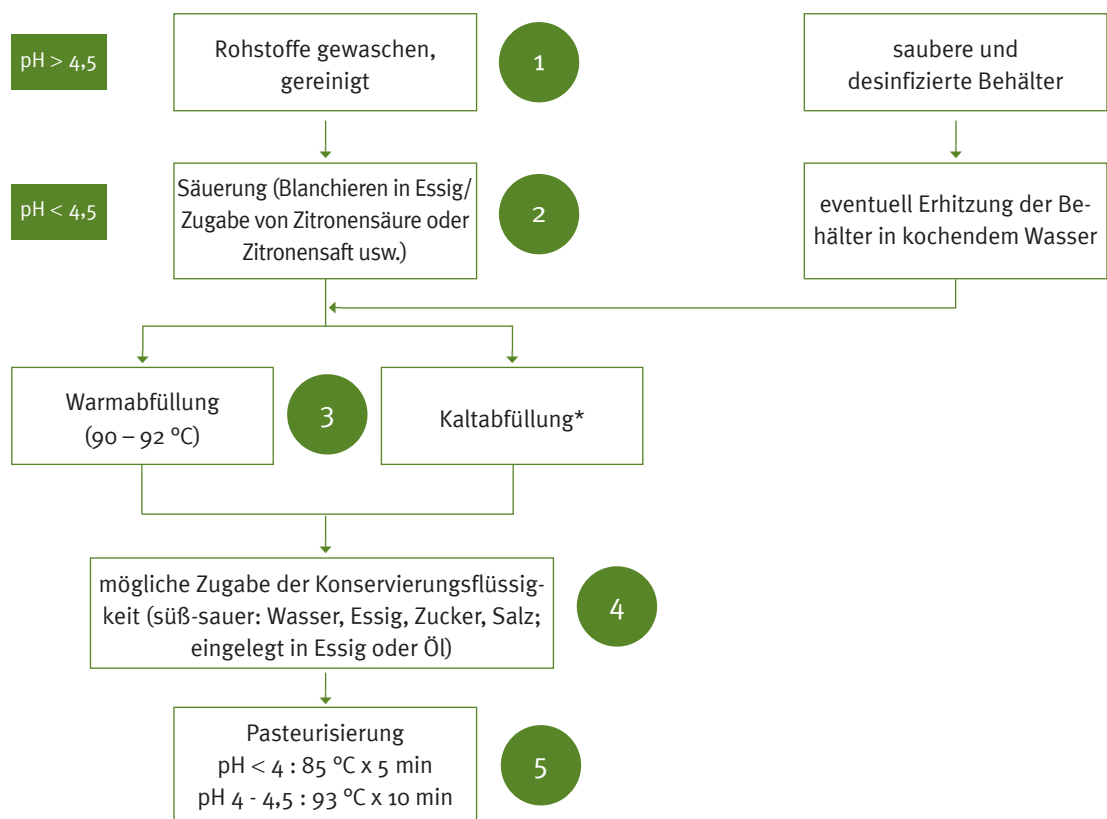 pH > 4,5
Rohstoffe gewaschen,
gereinigt
1
saubere und
desinfizierte Behälter
pH < 4,5
Säuerung (Blanchieren in Essig/
Zugabe von Zitronensäure oder
Zitronensaft usw.)
2
eventuell Erhitzung der Be-
hälter in kochendem Wasser
Warmabfüllung
(90 – 92 °C)
3
Kaltabfüllung*
mögliche Zugabe der Konservierungsflüssig-
keit (süß-sauer: Wasser, Essig, Zucker, Salz;
eingelegt in Essig oder Öl)
4
Pasteurisierung
pH < 4 : 85 °C x 5 min
pH 4 - 4,5 : 93 °C x 10 min
5